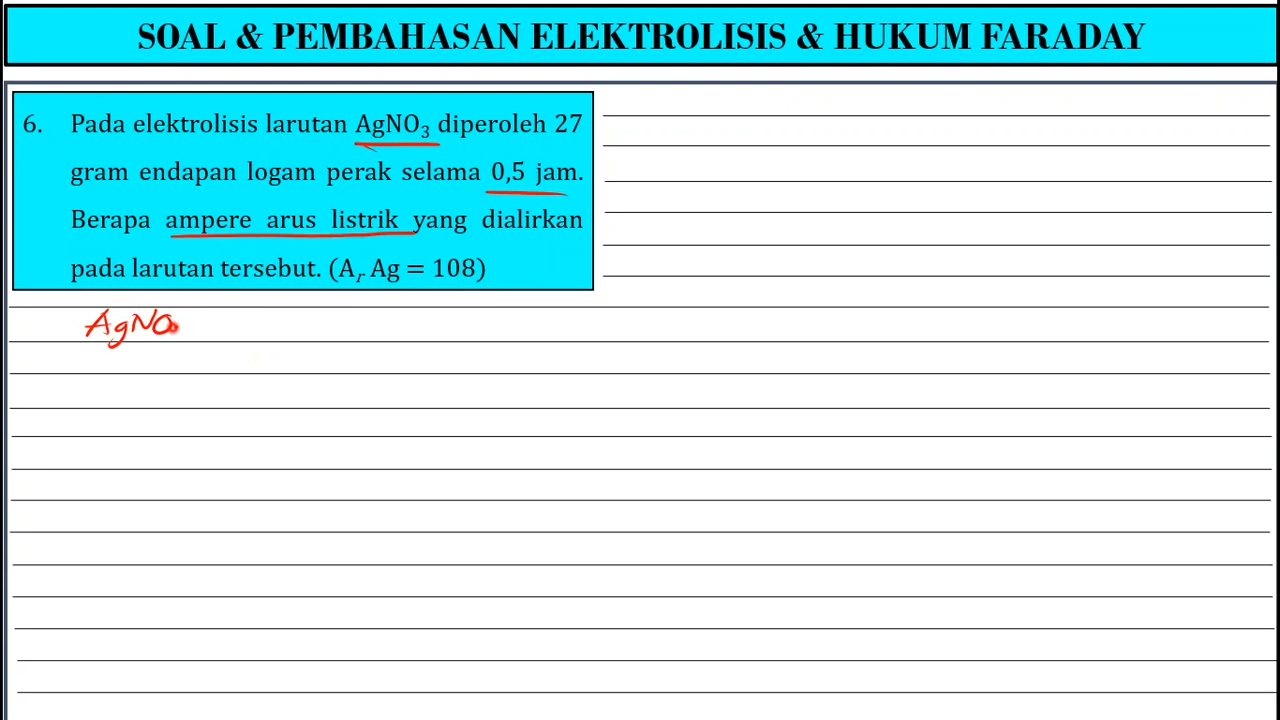 SOAL & PEMBAHASAN ELEKTROLISIS & HUKUM FARADAY
6. Pada elektrolisis larutan AgNO₃ diperoleh 27
gram endapan logam perak selama 0,5 jam.
Berapa ampere arus listrik yang dialirkan
pada larutan tersebut. (Aᵣ Ag = 108)
AgNO